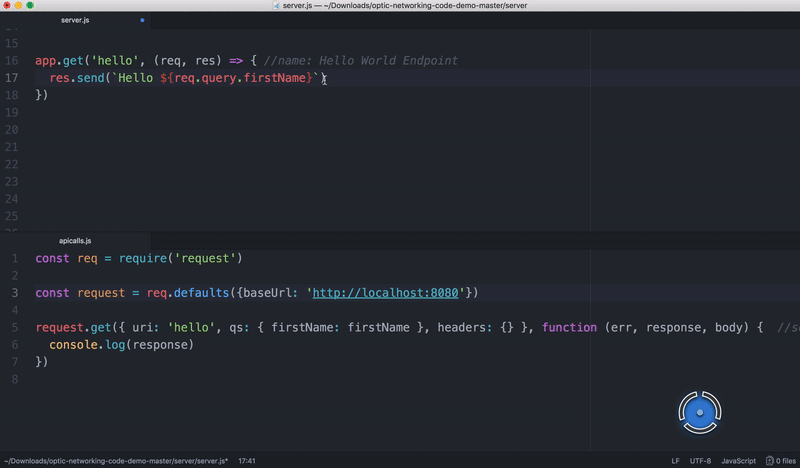 server.js — ~/Downloads/optic-networking-code-demo-master/server
server.js
15
16 app.get('hello', (req, res) => { //name: Hello World Endpoint
17 res.send(`Hello ${req.query.firstName}`)
18 })
19
20
21
22
23
24
25
apicalls.js
1 const req = require('request')
2
3 const request = req.defaults({baseUrl: 'http://localhost:8080'})
4
5 request.get({ uri: 'hello', qs: { firstName: firstName }, headers: {} }, function (err, response, body) { //s
6 console.log(response)
7 })
8
~/Downloads/optic-networking-code-demo-master/server/server.js* 17:41 LF UTF-8 JavaScript 0 files